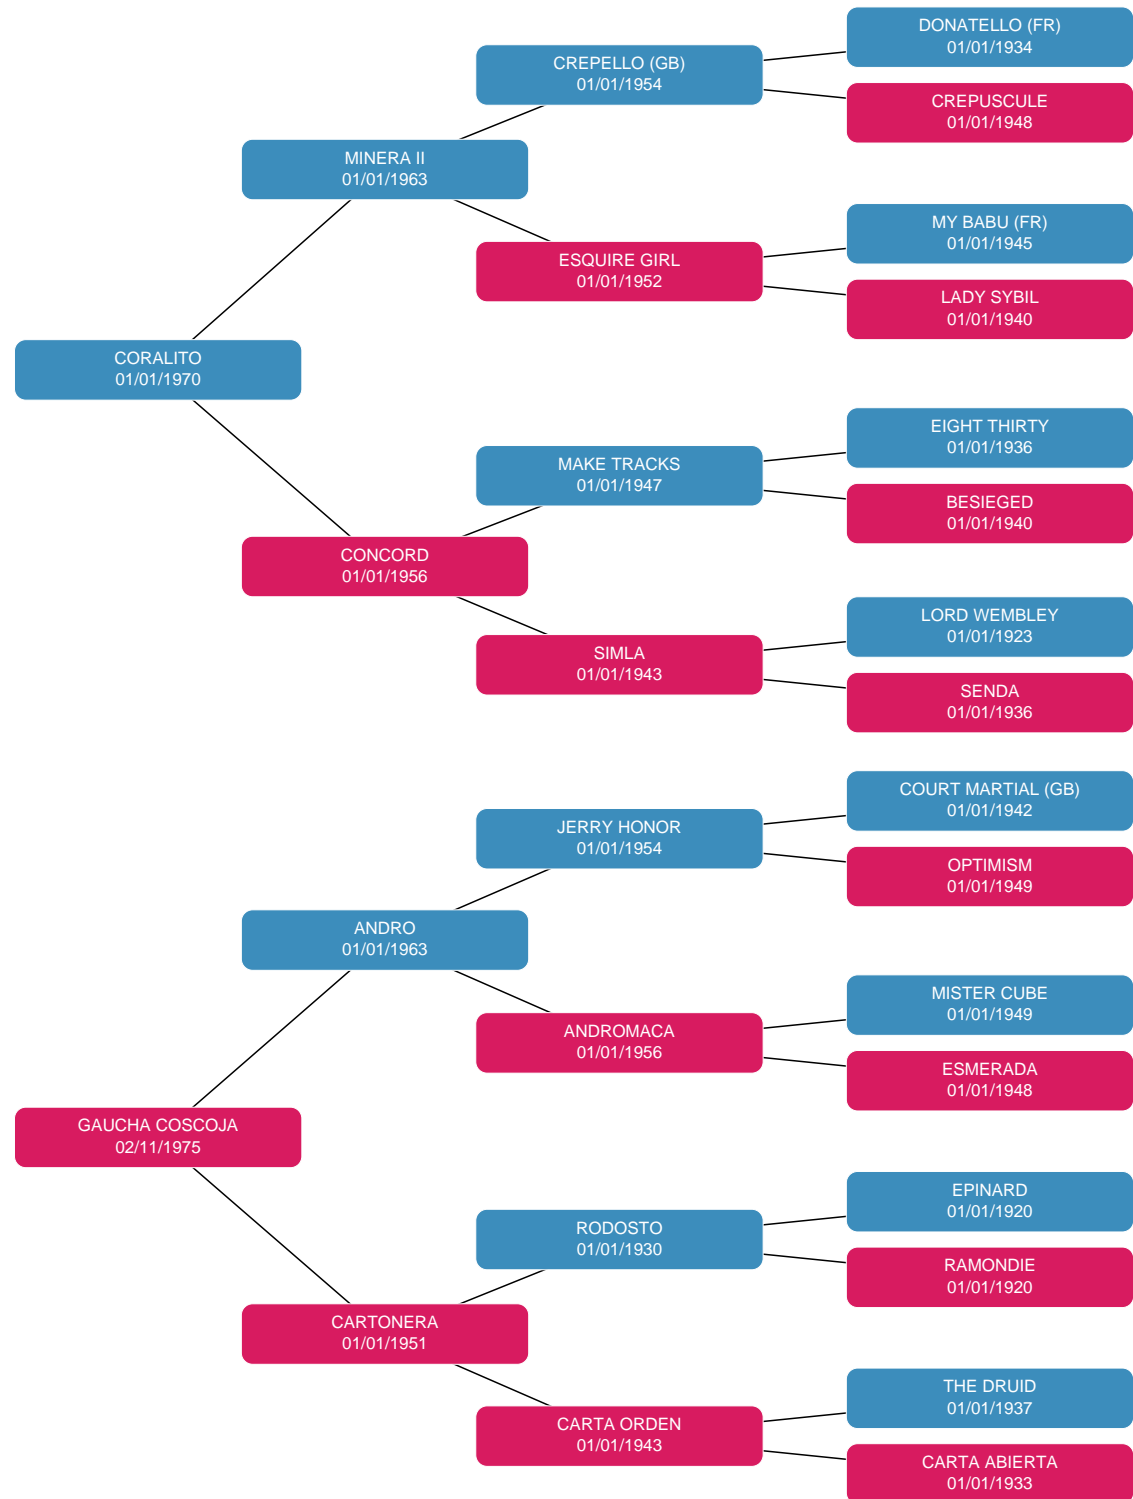 DONATELLO (FR)
01/01/1934
CREPELLO (GB)
01/01/1954
CREPUSCULE
01/01/1948
MINERA II
01/01/1963
MY BABU (FR)
01/01/1945
ESQUIRE GIRL
01/01/1952
LADY SYBIL
01/01/1940
CORALITO
01/01/1970
EIGHT THIRTY
01/01/1936
MAKE TRACKS
01/01/1947
BESIEGED
01/01/1940
CONCORD
01/01/1956
LORD WEMBLEY
01/01/1923
SIMLA
01/01/1943
SENDA
01/01/1936
COURT MARTIAL (GB)
01/01/1942
JERRY HONOR
01/01/1954
OPTIMISM
01/01/1949
ANDRO
01/01/1963
MISTER CUBE
01/01/1949
ANDROMACA
01/01/1956
ESMERADA
01/01/1948
GAUCHA COSCOJA
02/11/1975
EPINARD
01/01/1920
RODOSTO
01/01/1930
RAMONDIE
01/01/1920
CARTONERA
01/01/1951
THE DRUID
01/01/1937
CARTA ORDEN
01/01/1943
CARTA ABIERTA
01/01/1933